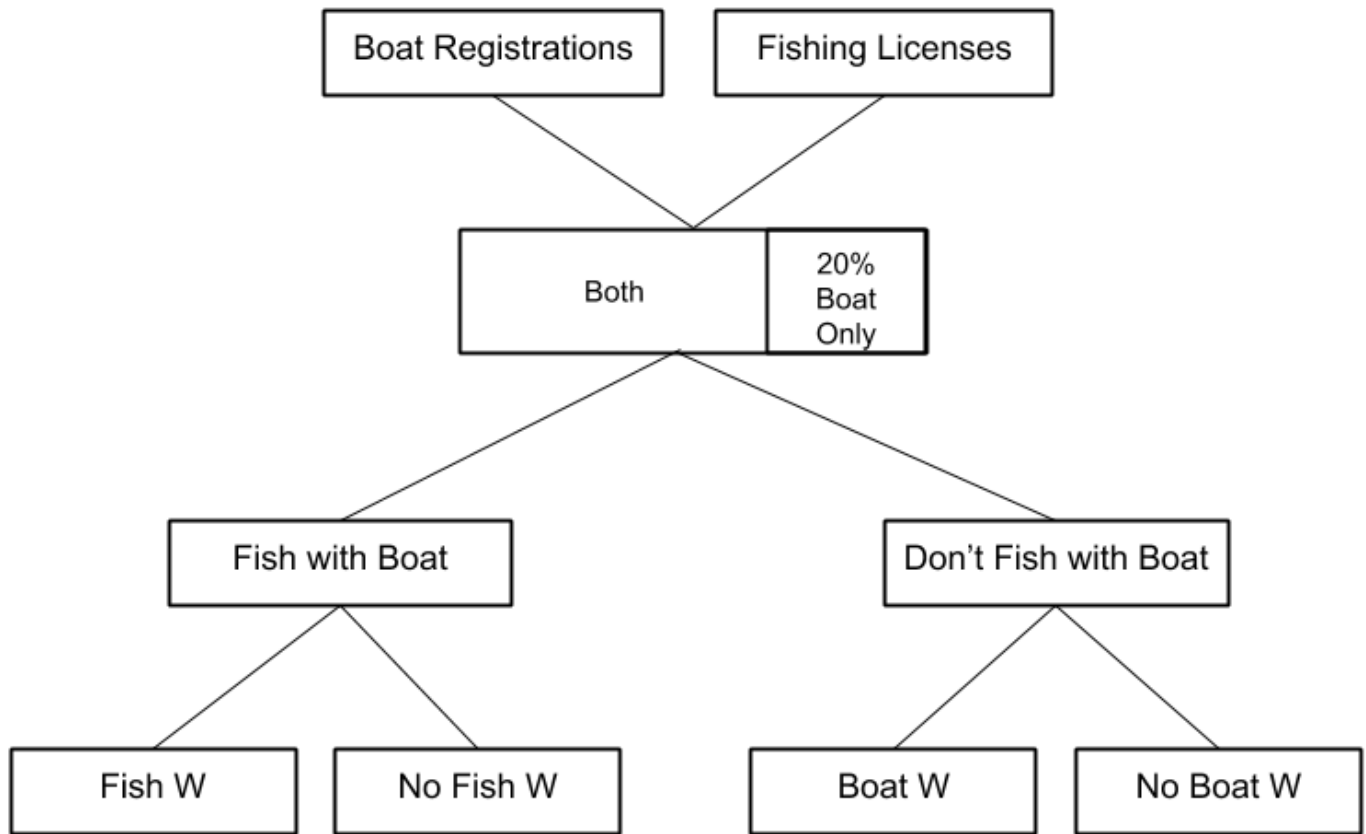 Boat Registrations
Fishing Licenses
Both
20%
Boat
Only
Fish with Boat
Don’t Fish with Boat
Fish W
No Fish W
Boat W
No Boat W